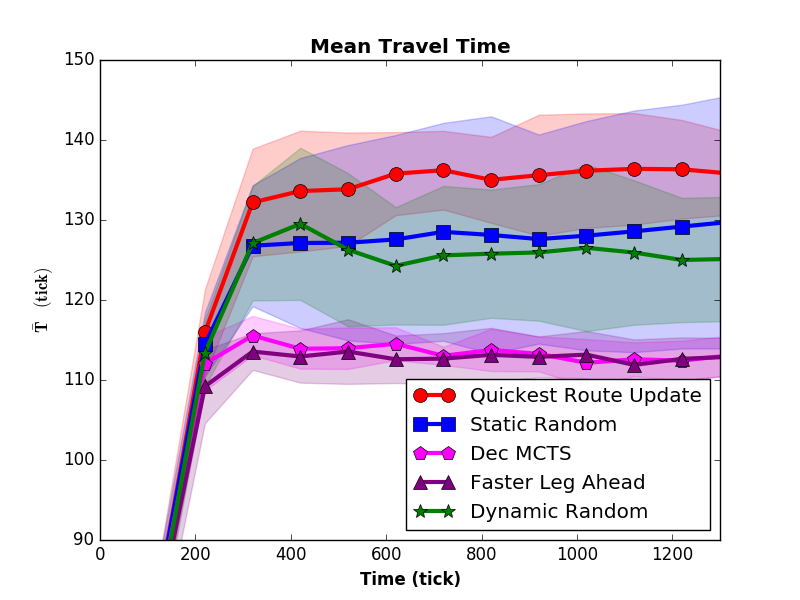 Mean Travel Time
150
140
130
120
110
100
90
T̄ (tick)
0 200 400 600 800 1000 1200
Time (tick)
Quickest Route Update
Static Random
Dec MCTS
Faster Leg Ahead
Dynamic Random